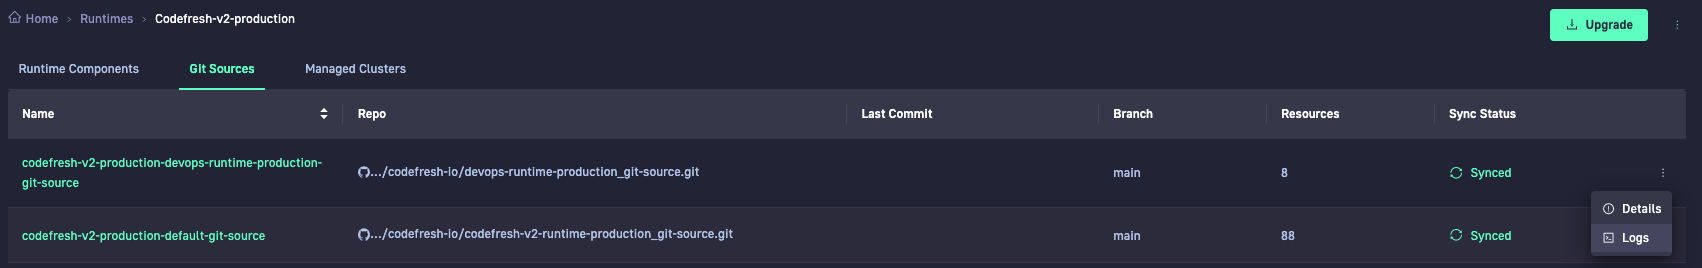 Home › Runtimes › Codefresh-v2-production
Upgrade
Runtime Components Git Sources Managed Clusters
Name Repo Last Commit Branch Resources Sync Status
codefresh-v2-production-devops-runtime-production-
git-source
.../codefresh-io/devops-runtime-production_git-source.git main 8 Synced
Details
codefresh-v2-production-default-git-source .../codefresh-io/codefresh-v2-runtime-production_git-source.git main 88 Synced
Logs